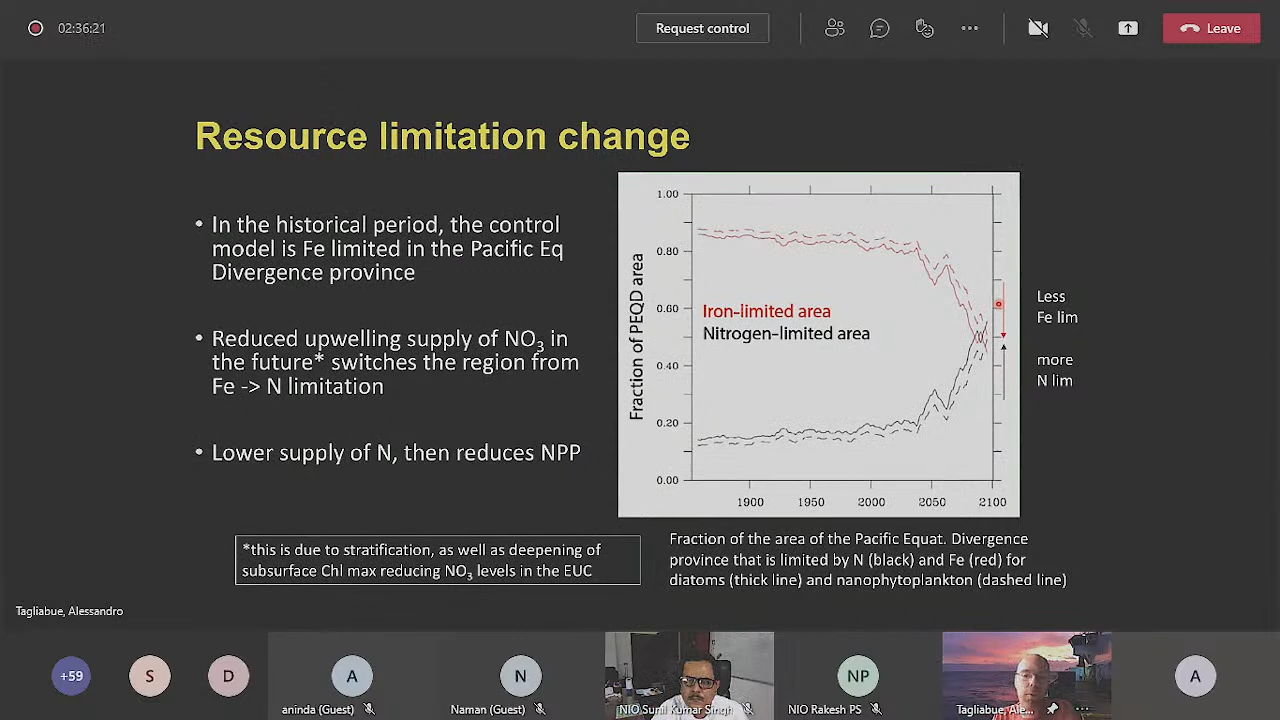 02:36:21
Request control
Leave
Resource limitation change
• In the historical period, the control
model is Fe limited in the Pacific Eq
Divergence province
• Reduced upwelling supply of NO3 in
the future* switches the region from
Fe -> N limitation
• Lower supply of N, then reduces NPP
*this is due to stratification, as well as deepening of
subsurface Chl max reducing NO3 levels in the EUC
Fraction of PEQD area
1.00
0.80
0.60
0.40
0.20
0.00
Iron-limited area
Nitrogen-limited area
1900 1950 2000 2050 2100
Less
Fe lim
more
N lim
Fraction of the area of the Pacific Equat. Divergence
province that is limited by N (black) and Fe (red) for
diatoms (thick line) and nanophytoplankton (dashed line)
Tagliabue, Alessandro
+59
S
D
A
N
NP
A
aninda (Guest)
Naman (Guest)
NIO Sunil Kumar Singh
NIO Rakesh PS
Tagliabue, Ale...